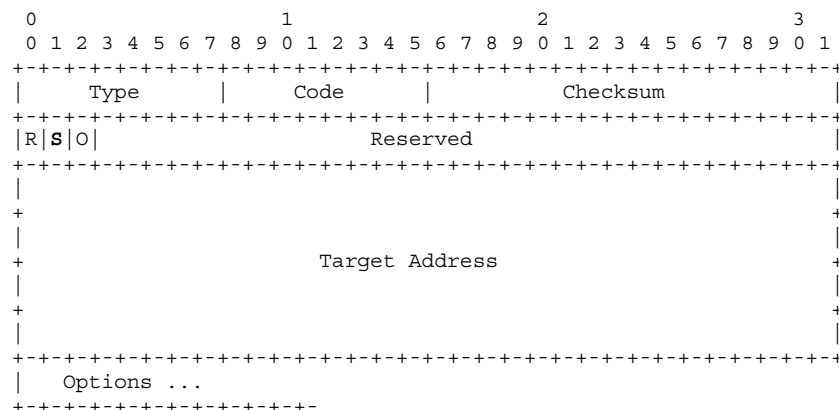 0                   1                   2                   3
 0 1 2 3 4 5 6 7 8 9 0 1 2 3 4 5 6 7 8 9 0 1 2 3 4 5 6 7 8 9 0 1
+-+-+-+-+-+-+-+-+-+-+-+-+-+-+-+-+-+-+-+-+-+-+-+-+-+-+-+-+-+-+-+-+
|     Type      |     Code      |          Checksum             |
+-+-+-+-+-+-+-+-+-+-+-+-+-+-+-+-+-+-+-+-+-+-+-+-+-+-+-+-+-+-+-+-+
|R|S|O|                     Reserved                            |
+-+-+-+-+-+-+-+-+-+-+-+-+-+-+-+-+-+-+-+-+-+-+-+-+-+-+-+-+-+-+-+-+
|                                                               |
+                                                               +
|                                                               |
+                       Target Address                          +
|                                                               |
+                                                               +
|                                                               |
+-+-+-+-+-+-+-+-+-+-+-+-+-+-+-+-+-+-+-+-+-+-+-+-+-+-+-+-+-+-+-+-+
|   Options ...
+-+-+-+-+-+-+-+-+-+-+-+-